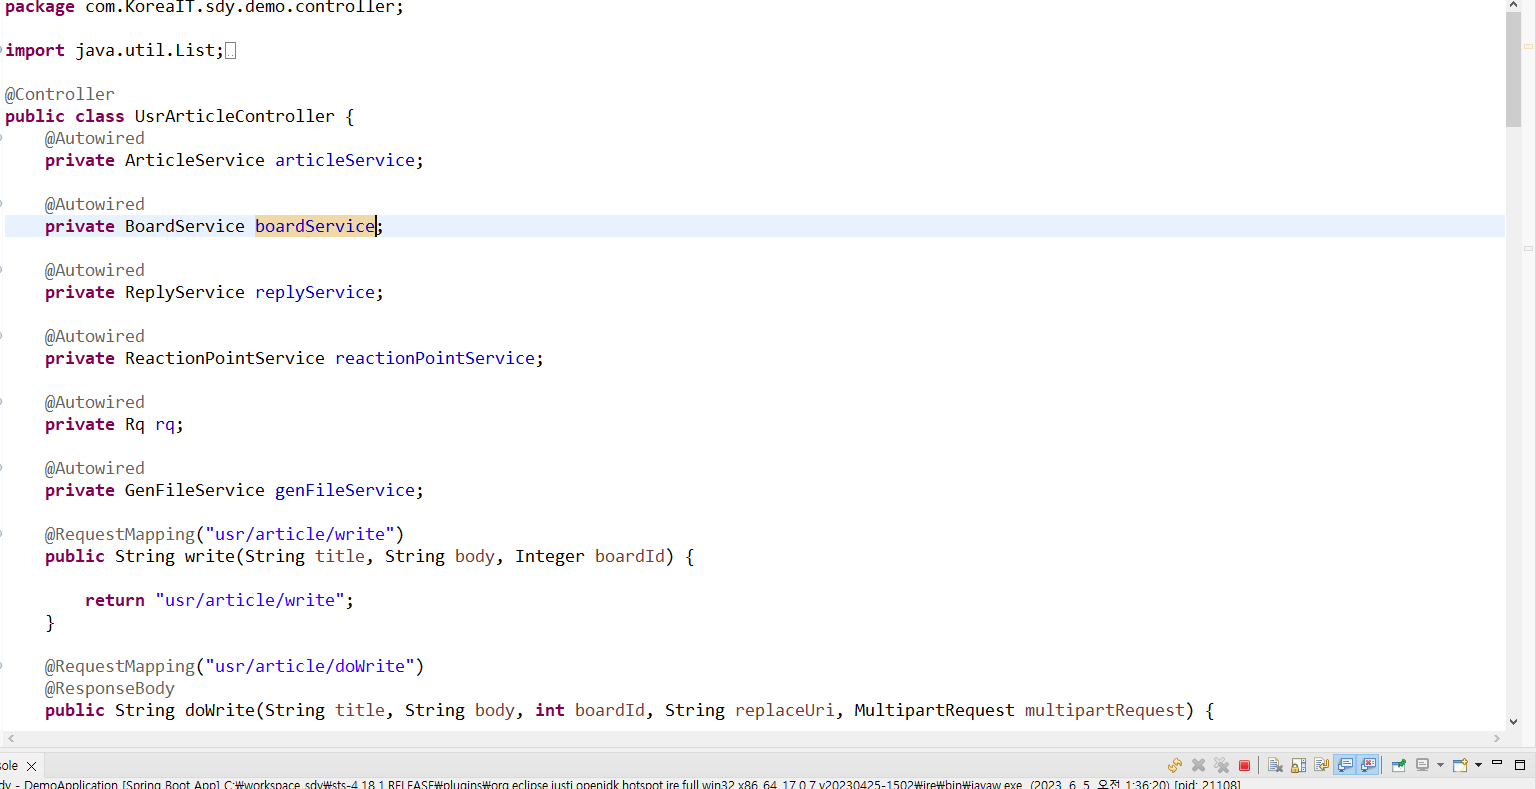 package com.KoreaIT.sdy.demo.controller;
import java.util.List;
@Controller
public class UsrArticleController {
@Autowired
private ArticleService articleService;
@Autowired
private BoardService boardService;
@Autowired
private ReplyService replyService;
@Autowired
private ReactionPointService reactionPointService;
@Autowired
private Rq rq;
@Autowired
private GenFileService genFileService;
@RequestMapping("usr/article/write")
public String write(String title, String body, Integer boardId) {
return "usr/article/write";
}
@RequestMapping("usr/article/doWrite")
@ResponseBody
public String doWrite(String title, String body, int boardId, String replaceUri, MultipartRequest multipartRequest) {
sole
dy - DemoApplication [Spring Boot App] C:₩workspace_sdy₩sts-4.18.1.RELEASE₩plugins₩org.eclipse.justj.openjdk.hotspot.jre.full.win32.x86_64_17.0.7.v20230425-1502₩jre₩bin₩javaw.exe (2023. 6. 5. 오전 1:36:20) [pid: 21108]